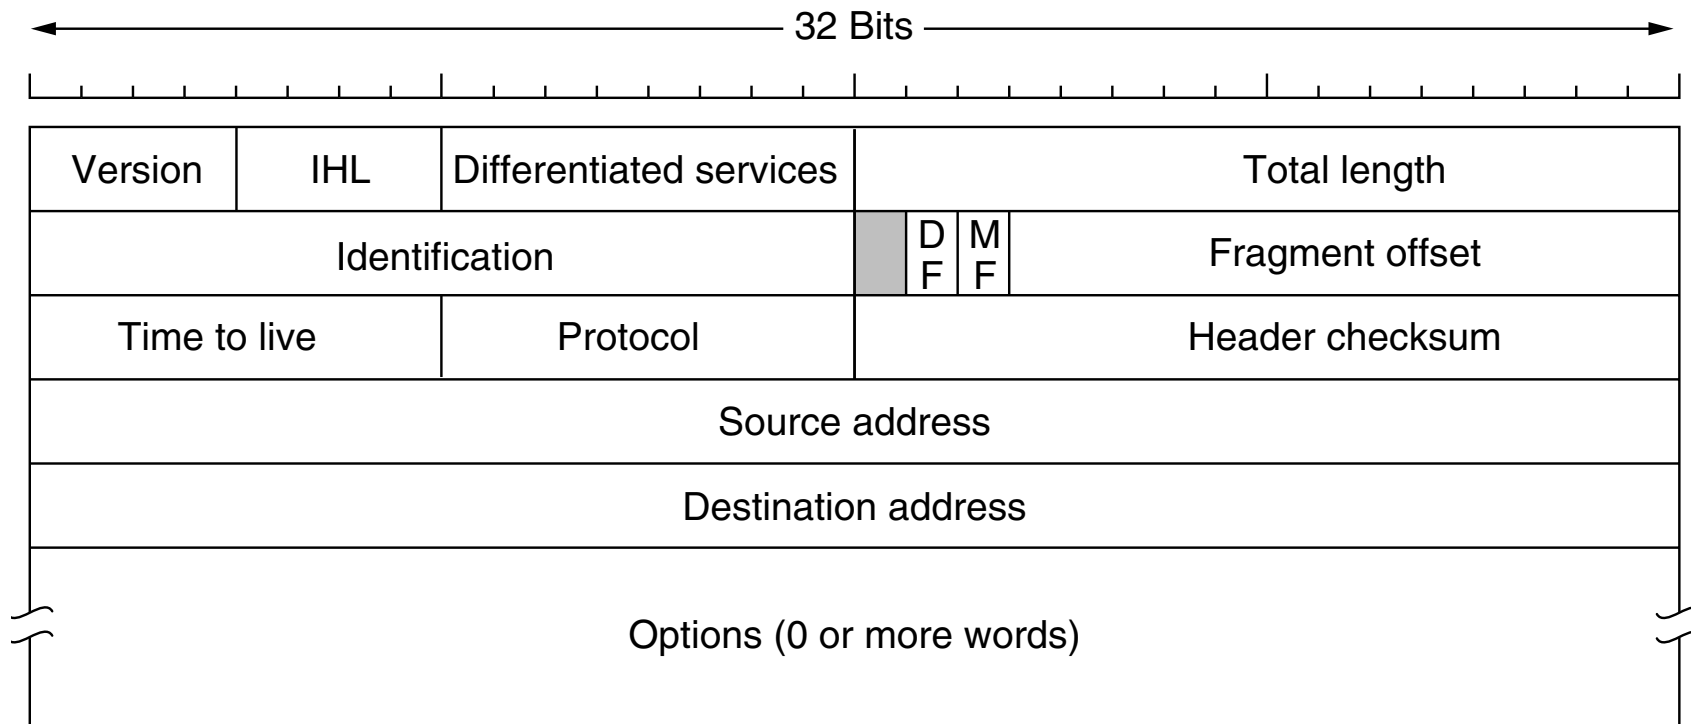 32 Bits
Version IHL Differentiated services Total length
Identification D F M F Fragment offset
Time to live Protocol Header checksum
Source address
Destination address
Options (0 or more words)